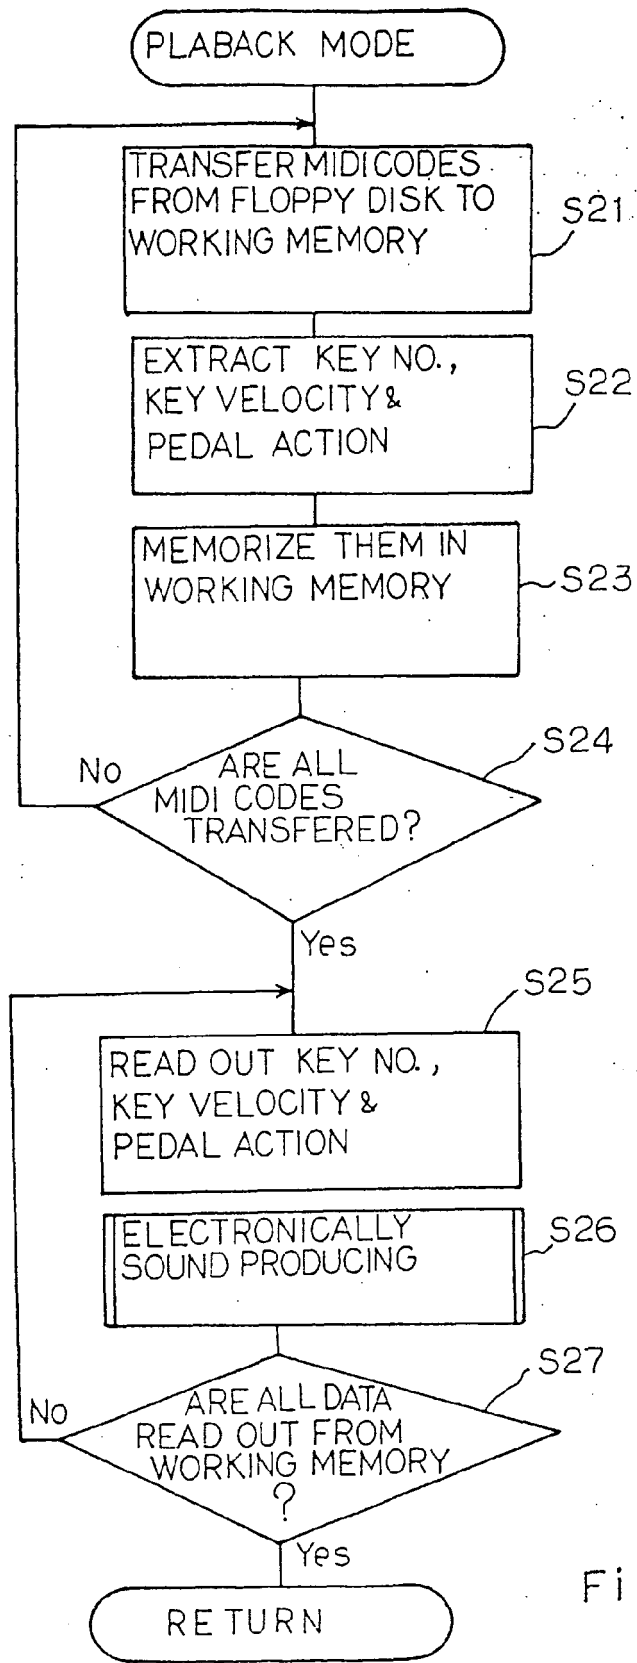 PLABACK MODE
TRANSFER MIDI CODES
FROM FLOPPY DISK TO
WORKING MEMORY
S21
EXTRACT KEY NO.,
KEY VELOCITY &
PEDAL ACTION
S22
MEMORIZE THEM IN
WORKING MEMORY
S23
S24
No
ARE ALL
MIDI CODES
TRANSFERED?
Yes
S25
READ OUT KEY NO.,
KEY VELOCITY &
PEDAL ACTION
ELECTRONICALLY
SOUND PRODUCING
S26
S27
No
ARE ALL DATA
READ OUT FROM
WORKING MEMORY
?
Yes
RETURN
Fi